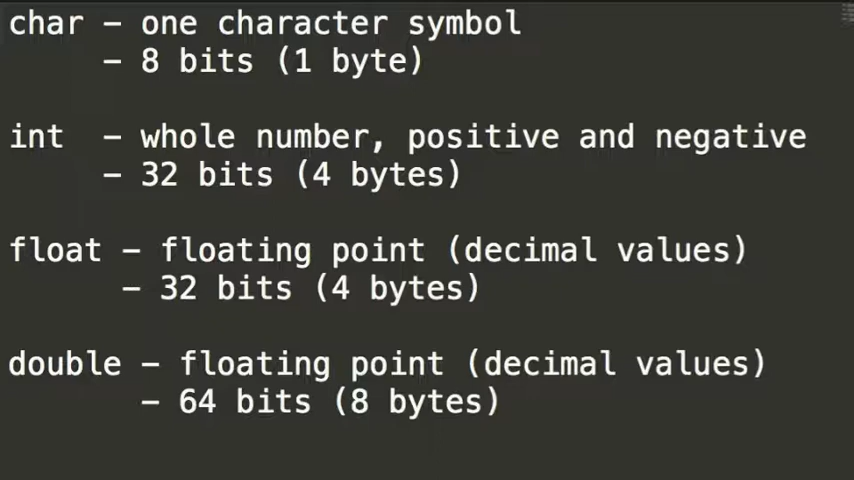 char – one character symbol
– 8 bits (1 byte)
int – whole number, positive and negative
– 32 bits (4 bytes)
float – floating point (decimal values)
– 32 bits (4 bytes)
double – floating point (decimal values)
– 64 bits (8 bytes)